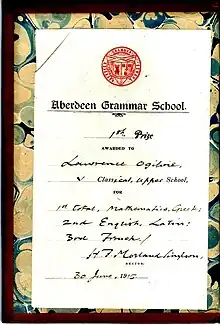 Aberdeen Grammar School.
1st Prize
AWARDED TO
Lawrence Ogilvie,
V Classical, Upper School,
FOR
1st Total, Mathematics, Greek;
2nd English, Latin;
3rd French!
H. F. Morland Simpson,
RECTOR.
30 June, 1915